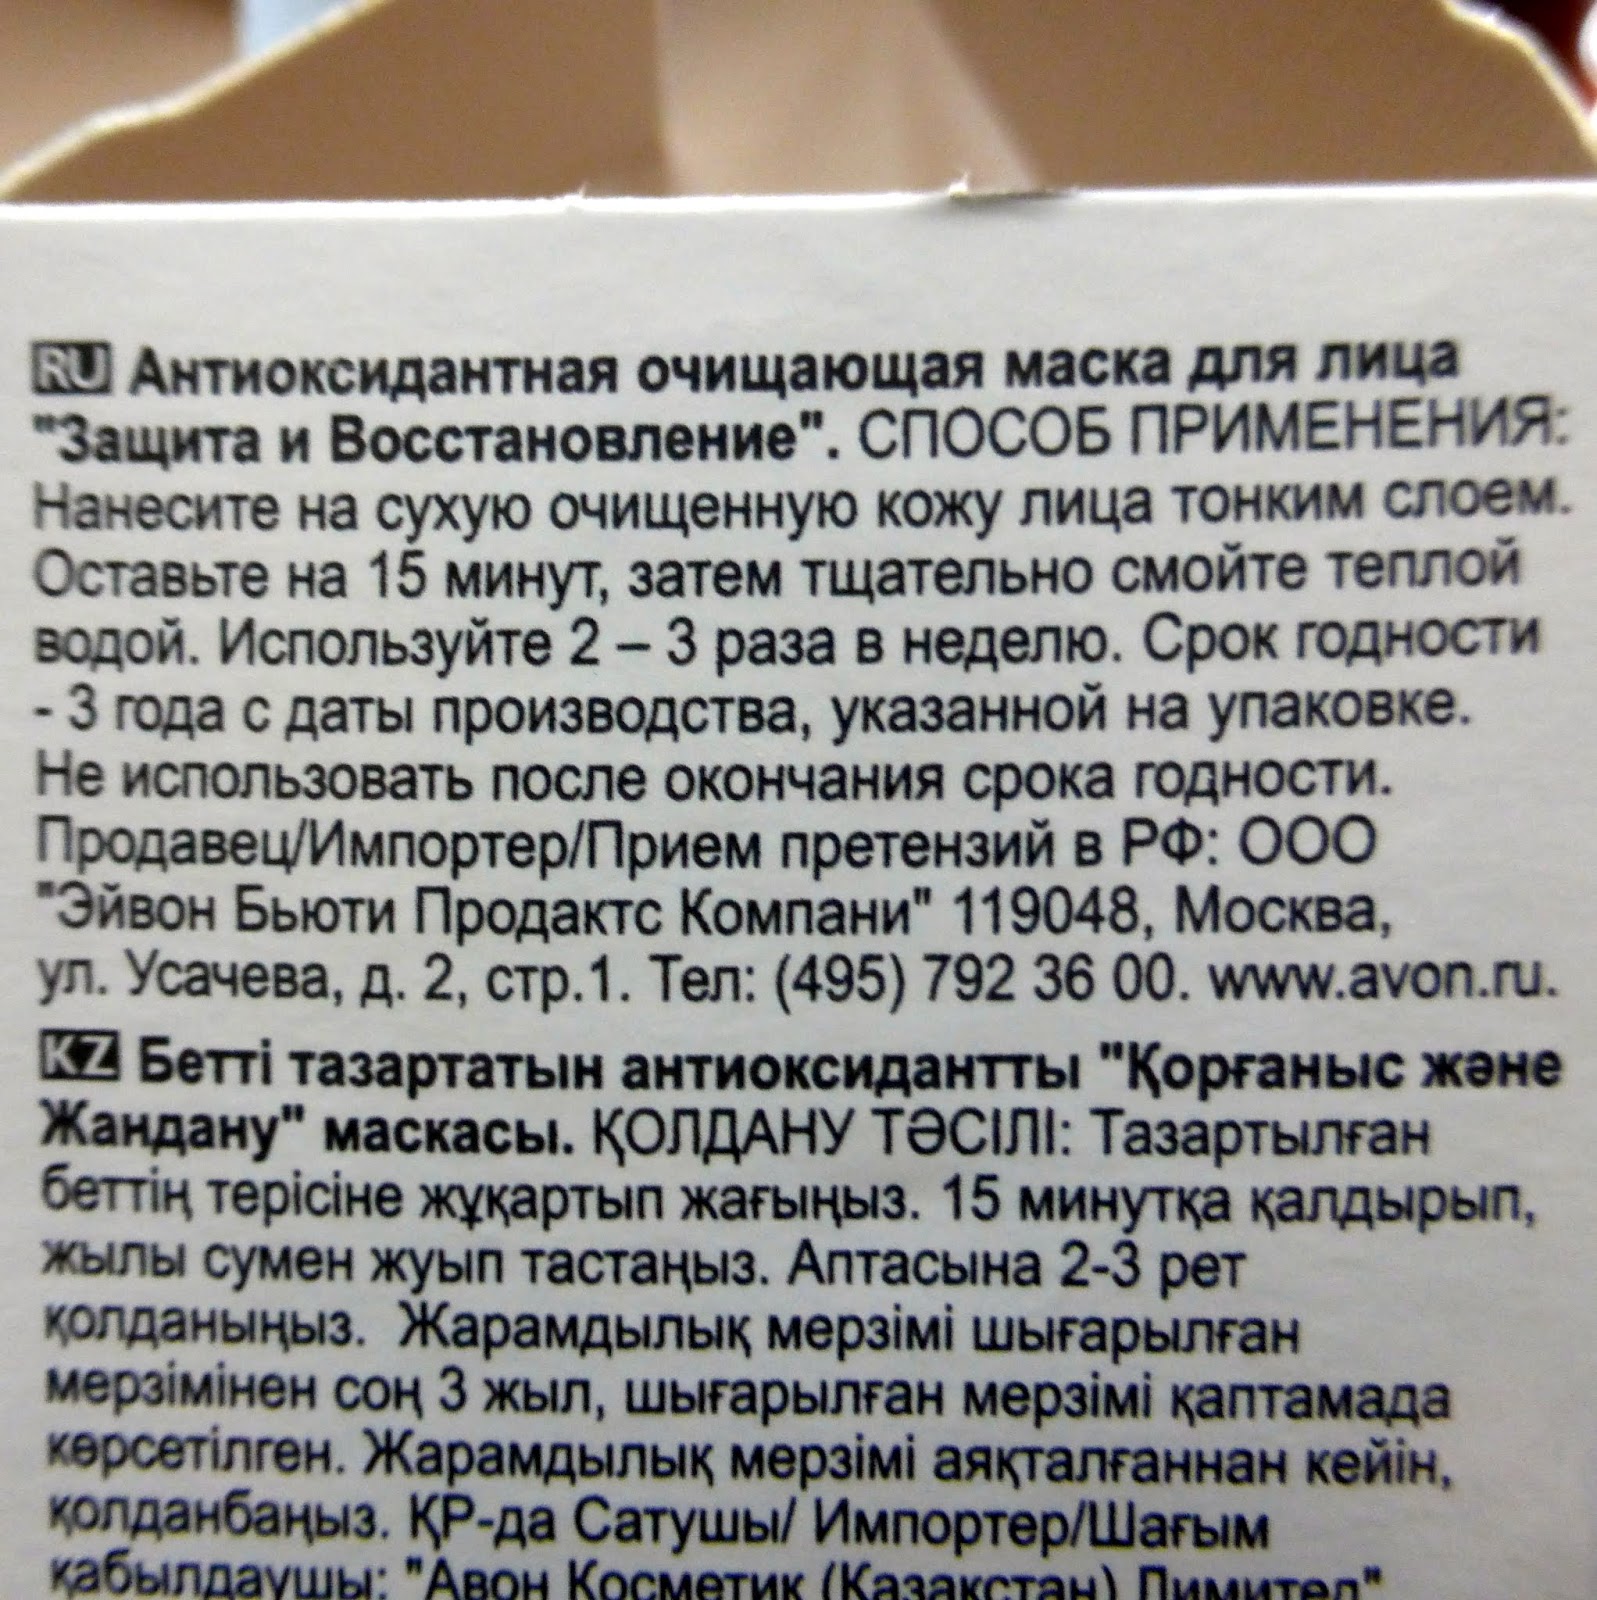 RU Антиоксидантная очищающая маска для лица
"Защита и Восстановление". СПОСОБ ПРИМЕНЕНИЯ:
Нанесите на сухую очищенную кожу лица тонким слоем.
Оставьте на 15 минут, затем тщательно смойте теплой
водой. Используйте 2 – 3 раза в неделю. Срок годности
- 3 года с даты производства, указанной на упаковке.
Не использовать после окончания срока годности.
Продавец/Импортер/Прием претензий в РФ: ООО
"Эйвон Бьюти Продактс Компани" 119048, Москва,
ул. Усачева, д. 2, стр.1. Тел: (495) 792 36 00. www.avon.ru.
KZ Бетті тазартатын антиоксидантты "Қорғаныс және
Жандану" маскасы. ҚОЛДАНУ ТӘСІЛІ: Тазартылған
беттің терісіне жұқартып жағыңыз. 15 минутқа қалдырып,
жылы сумен жуып тастаңыз. Аптасына 2-3 рет
қолданыңыз. Жарамдылық мерзімі шығарылған
мерзімінен соң 3 жыл, шығарылған мерзімі қаптамада
көрсетілген. Жарамдылық мерзімі аяқталғаннан кейін,
қолданбаңыз. ҚР-да Сатушы/ Импортер/Шағым
қабылдаушы: "Авон Косметик (Казакстан) Лимител"